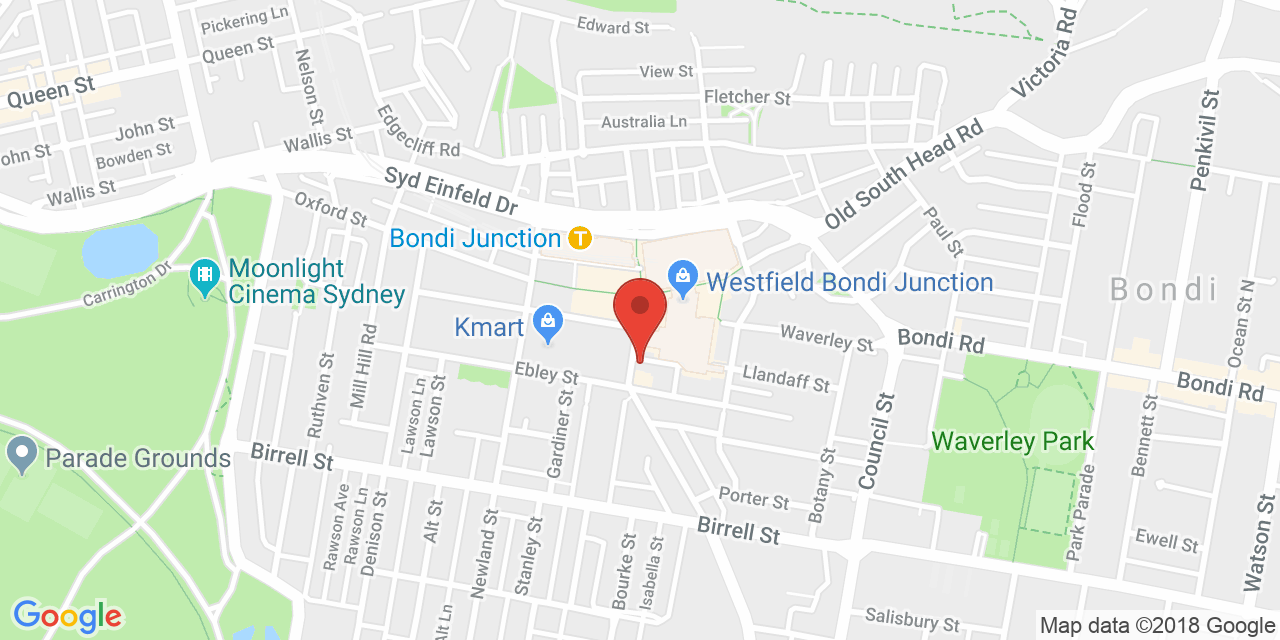 Pickering Ln
Edward St
Queen St
Queen St
Nelson St
View St
Fletcher St
Victoria Rd
Penkivil St
John St
John St
Bowden St
Wallis St
Wallis St
Edgecliff Rd
Australia Ln
Old South Head Rd
Syd Einfeld Dr
Oxford St
Flood St
Paul St
Bondi Junction
T
Carrington Dr
Moonlight
Cinema Sydney
Westfield Bondi Junction
Bondi
Ocean St N
Kmart
Waverley St
Bondi Rd
Ruthven St
Mill Hill Rd
Ebley St
Llandaff St
Bondi Rd
Lawson Ln
Lawson St
Gardiner St
Council St
Waverley Park
Bennett St
Parade Grounds
Birrell St
Botany St
Porter St
Park Parade
Rawson Ave
Rawson Ln
Denison St
Alt St
Newland St
Stanley St
Birrell St
Ewell St
Watson St
Bourke St
Isabella St
Alt Ln
Salisbury St
Google
Map data ©2018 Google